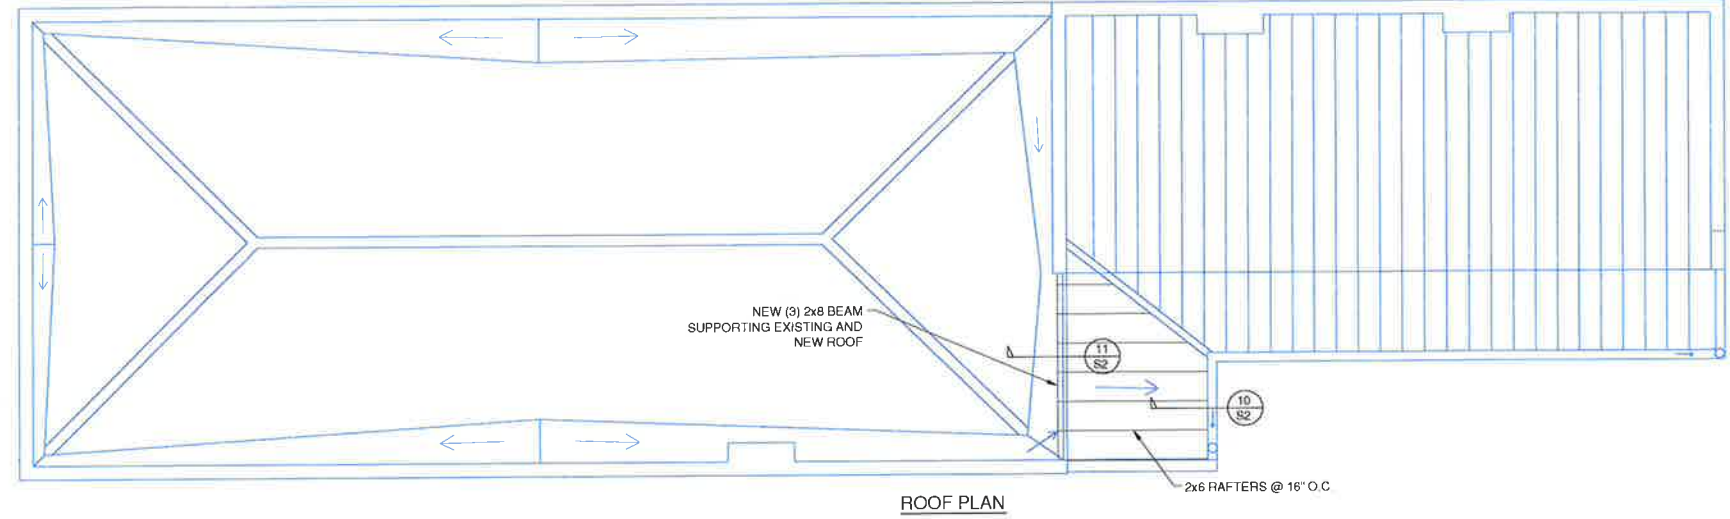 NEW (3) 2x8 BEAM
SUPPORTING EXISTING AND
NEW ROOF
11
S2
10
S2
2x6 RAFTERS @ 16" O.C
ROOF PLAN